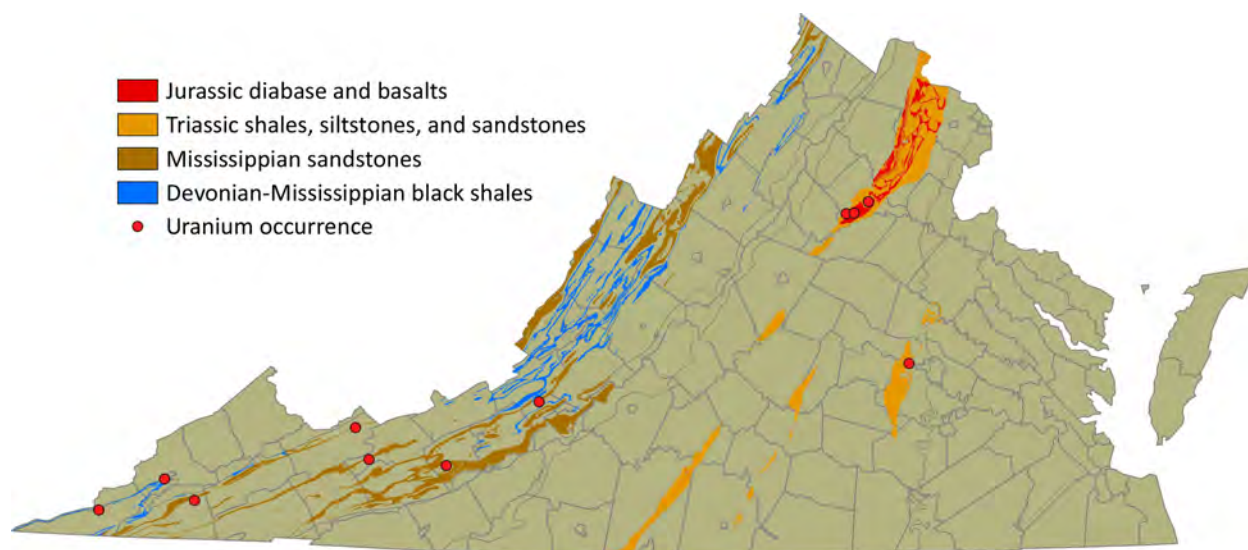 Jurassic diabase and basalts
Triassic shales, siltstones, and sandstones
Mississippian sandstones
Devonian-Mississippian black shales
Uranium occurrence